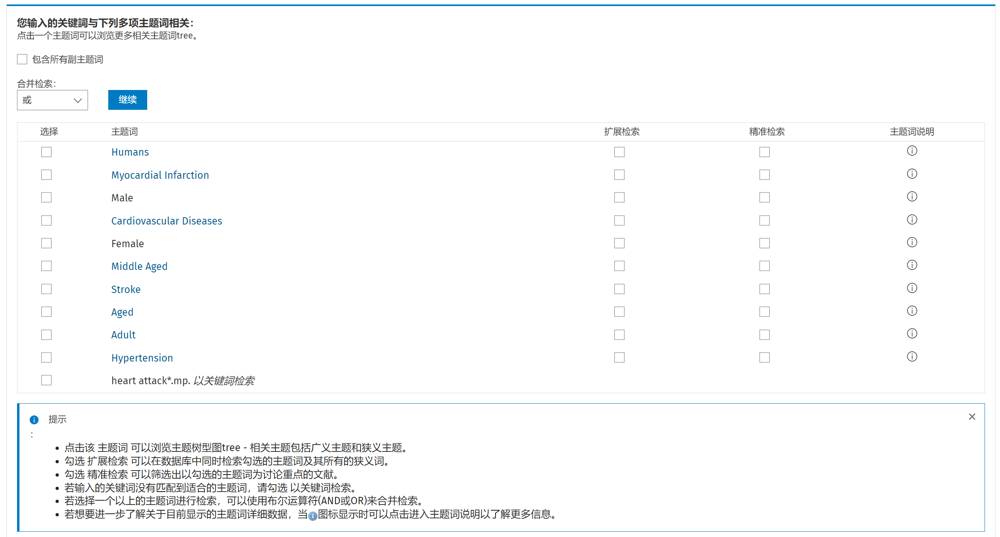 您输入的关键詞与下列多项主题词相关：
点击一个主题词可以浏览更多相关主题词tree。
包含所有副主题词
合并检索：
或 继续
选择 主题词 扩展检索 精准检索 主题词说明
Humans
Myocardial Infarction
Male
Cardiovascular Diseases
Female
Middle Aged
Stroke
Aged
Adult
Hypertension
heart attack*.mp. 以关键詞检索
提示
：
• 点击该 主题词 可以浏览主题树型图tree - 相关主题包括广义主题和狭义主题。
• 勾选 扩展检索 可以在数据库中同时检索勾选的主题词及其所有的狭义词。
• 勾选 精准检索 可以筛选出以勾选的主题词为讨论重点的文献。
• 若输入的关键词没有匹配到适合的主题词，请勾选 以关键词检索。
• 若选择一个以上的主题词进行检索，可以使用布尔运算符(AND或OR)来合并检索。
• 若想要进一步了解关于目前显示的主题词详细数据，当图标显示时可以点击进入主题词说明以了解更多信息。